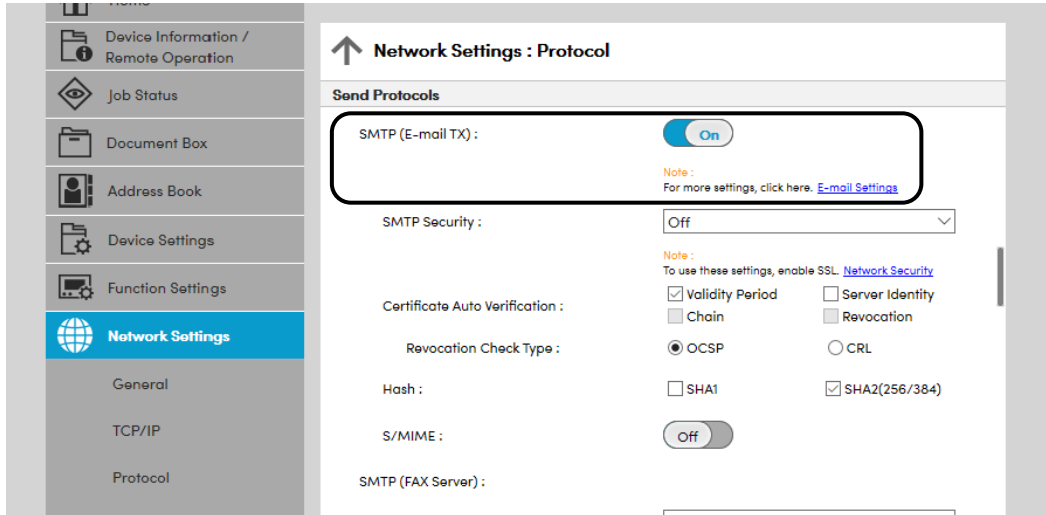 Home
Device Information /
Remote Operation
Job Status
Document Box
Address Book
Device Settings
Function Settings
Network Settings
General
TCP/IP
Protocol
Network Settings : Protocol
Send Protocols
SMTP (E-mail TX) : On
Note :
For more settings, click here. E-mail Settings
SMTP Security : Off
Note :
To use these settings, enable SSL. Network Security
Certificate Auto Verification : Validity Period Server Identity
Chain Revocation
Revocation Check Type : OCSP CRL
Hash : SHA1 SHA2(256/384)
S/MIME : Off
SMTP (FAX Server) :